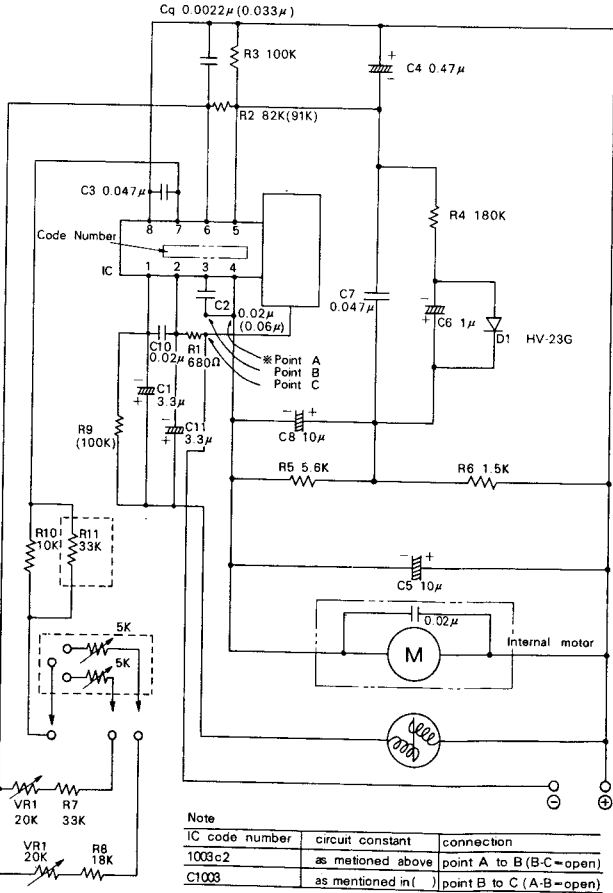 Cq 0.0022µ(0.033µ)
R3 100K
C4 0.47µ
R2 82K(91K)
C3 0.047µ
8 7 6 5
Code Number
IC
1 2 3 4
R4 180K
C7
0.047µ
C6 1µ
D1 HV-23G
C2
0.02µ
(0.06µ)
C10
0.02µ
R1
680Ω
※Point A
Point B
Point C
C1
3.3µ
C11
3.3µ
R9
(100K)
C8 10µ
R5 5.6K
R6 1.5K
R10
10K
R11
33K
C5 10µ
0.02µ
M
Internal motor
5K
5K
VR1
20K
R7
33K
VR1
20K
R8
18K
⊖ ⊕
Note
IC code number circuit constant connection
1003c2 as metioned above point A to B (B-C=open)
C1003 as mentioned in( ) point B to C (A-B=open)